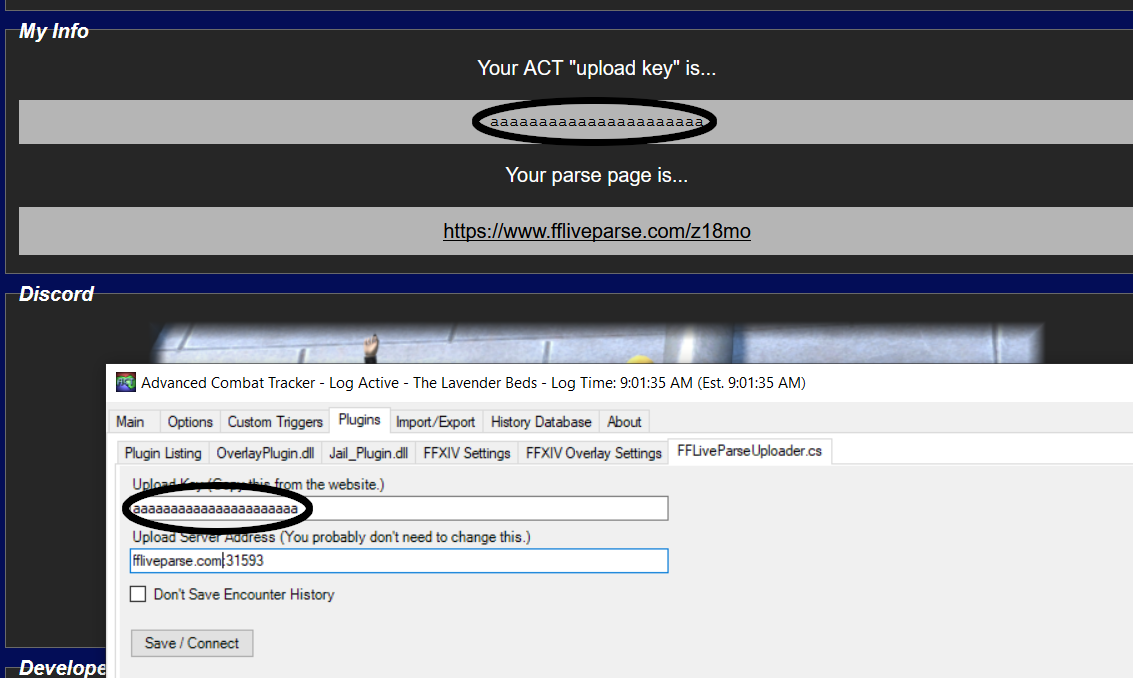 My Info
Your ACT "upload key" is...
aaaaaaaaaaaaaaaaaaaaaa
Your parse page is...
https://www.ffliveparse.com/z18mo
Discord
Advanced Combat Tracker - Log Active - The Lavender Beds - Log Time: 9:01:35 AM (Est. 9:01:35 AM)
Main Options Custom Triggers Plugins Import/Export History Database About
Plugin Listing OverlayPlugin.dll Jail_Plugin.dll FFXIV Settings FFXIV Overlay Settings FFLiveParseUploader.cs
Upload Key (Copy this from the website.)
aaaaaaaaaaaaaaaaaaaaaa
Upload Server Address (You probably don't need to change this.)
ffliveparse.com:31593
Don't Save Encounter History
Save / Connect
Develope